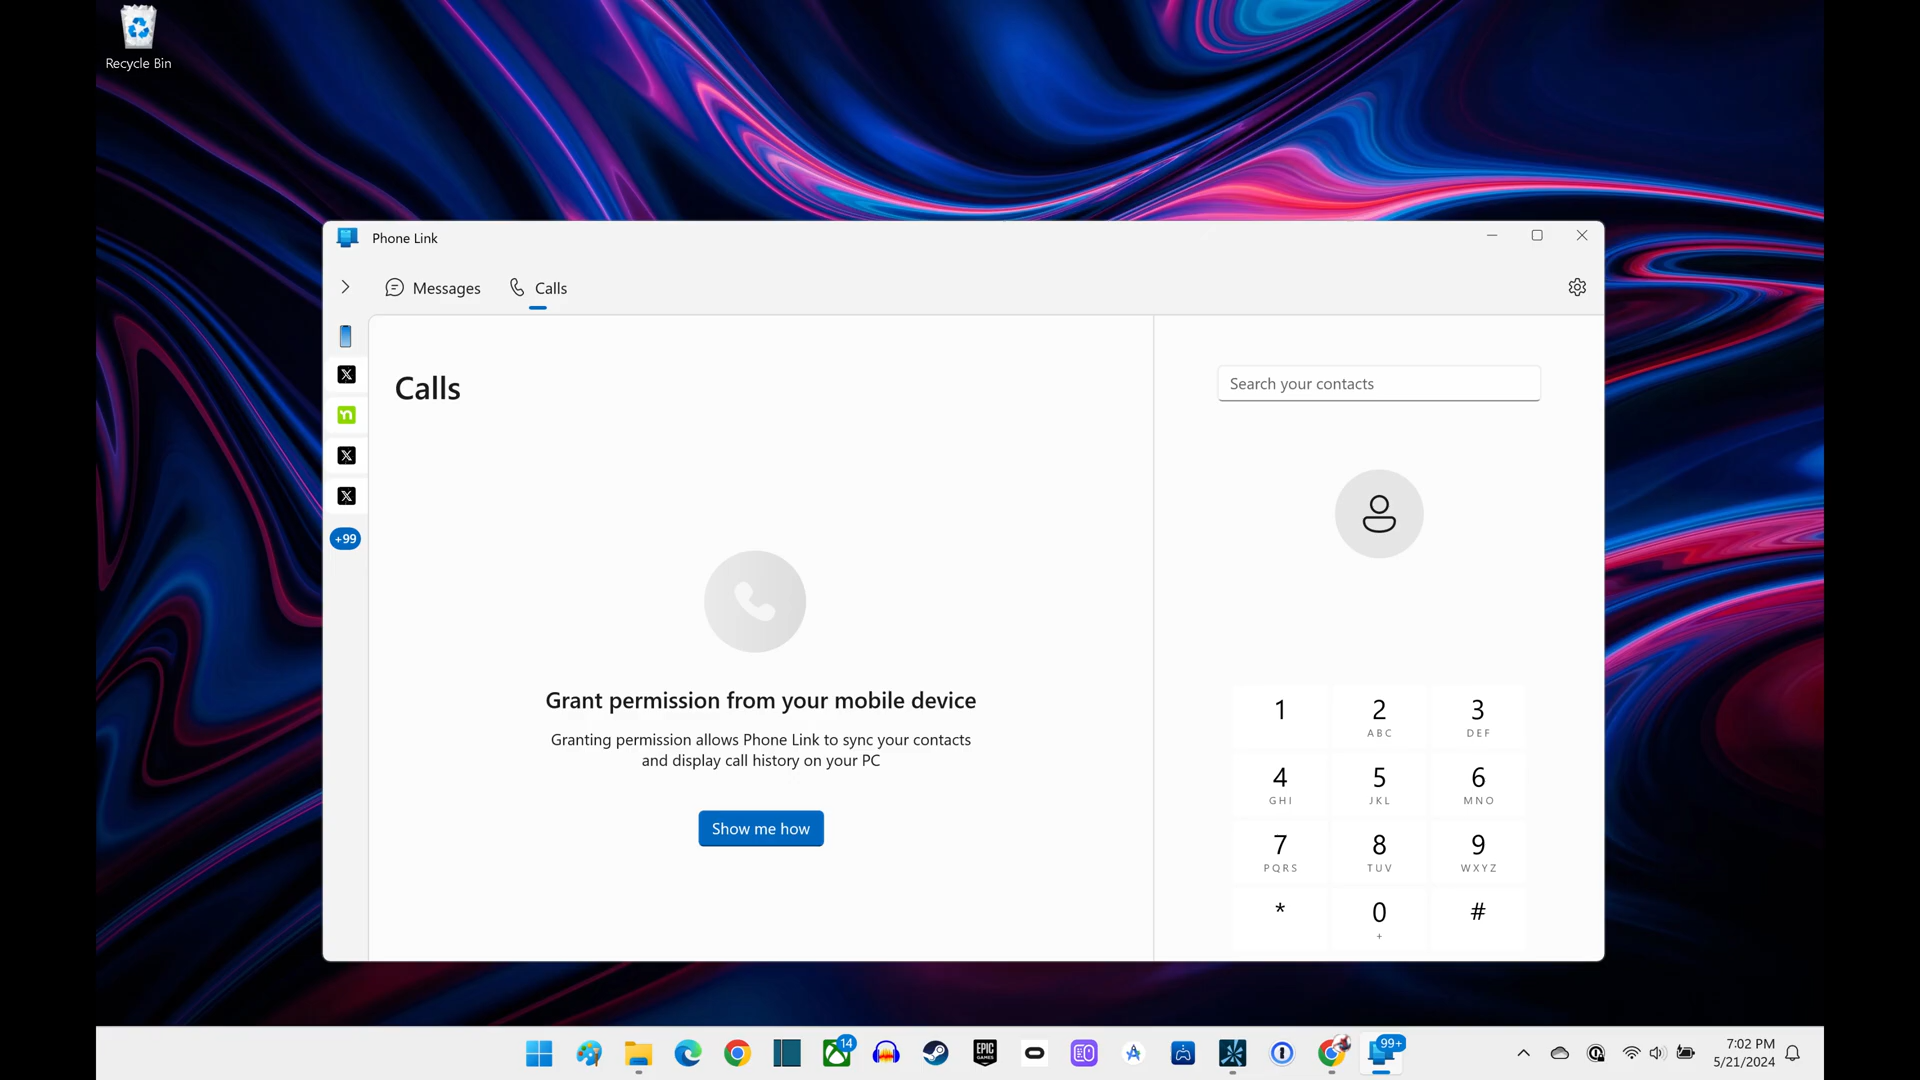 Recycle Bin
Phone Link
Messages
Calls
Calls
Search your contacts
+99
Grant permission from your mobile device
Granting permission allows Phone Link to sync your contacts
and display call history on your PC
Show me how
1
2
ABC
3
DEF
4
GHI
5
JKL
6
MNO
7
PQRS
8
TUV
9
WXYZ
*
0
+
#
14
EPIC
GAMES
99+
7:02 PM
5/21/2024